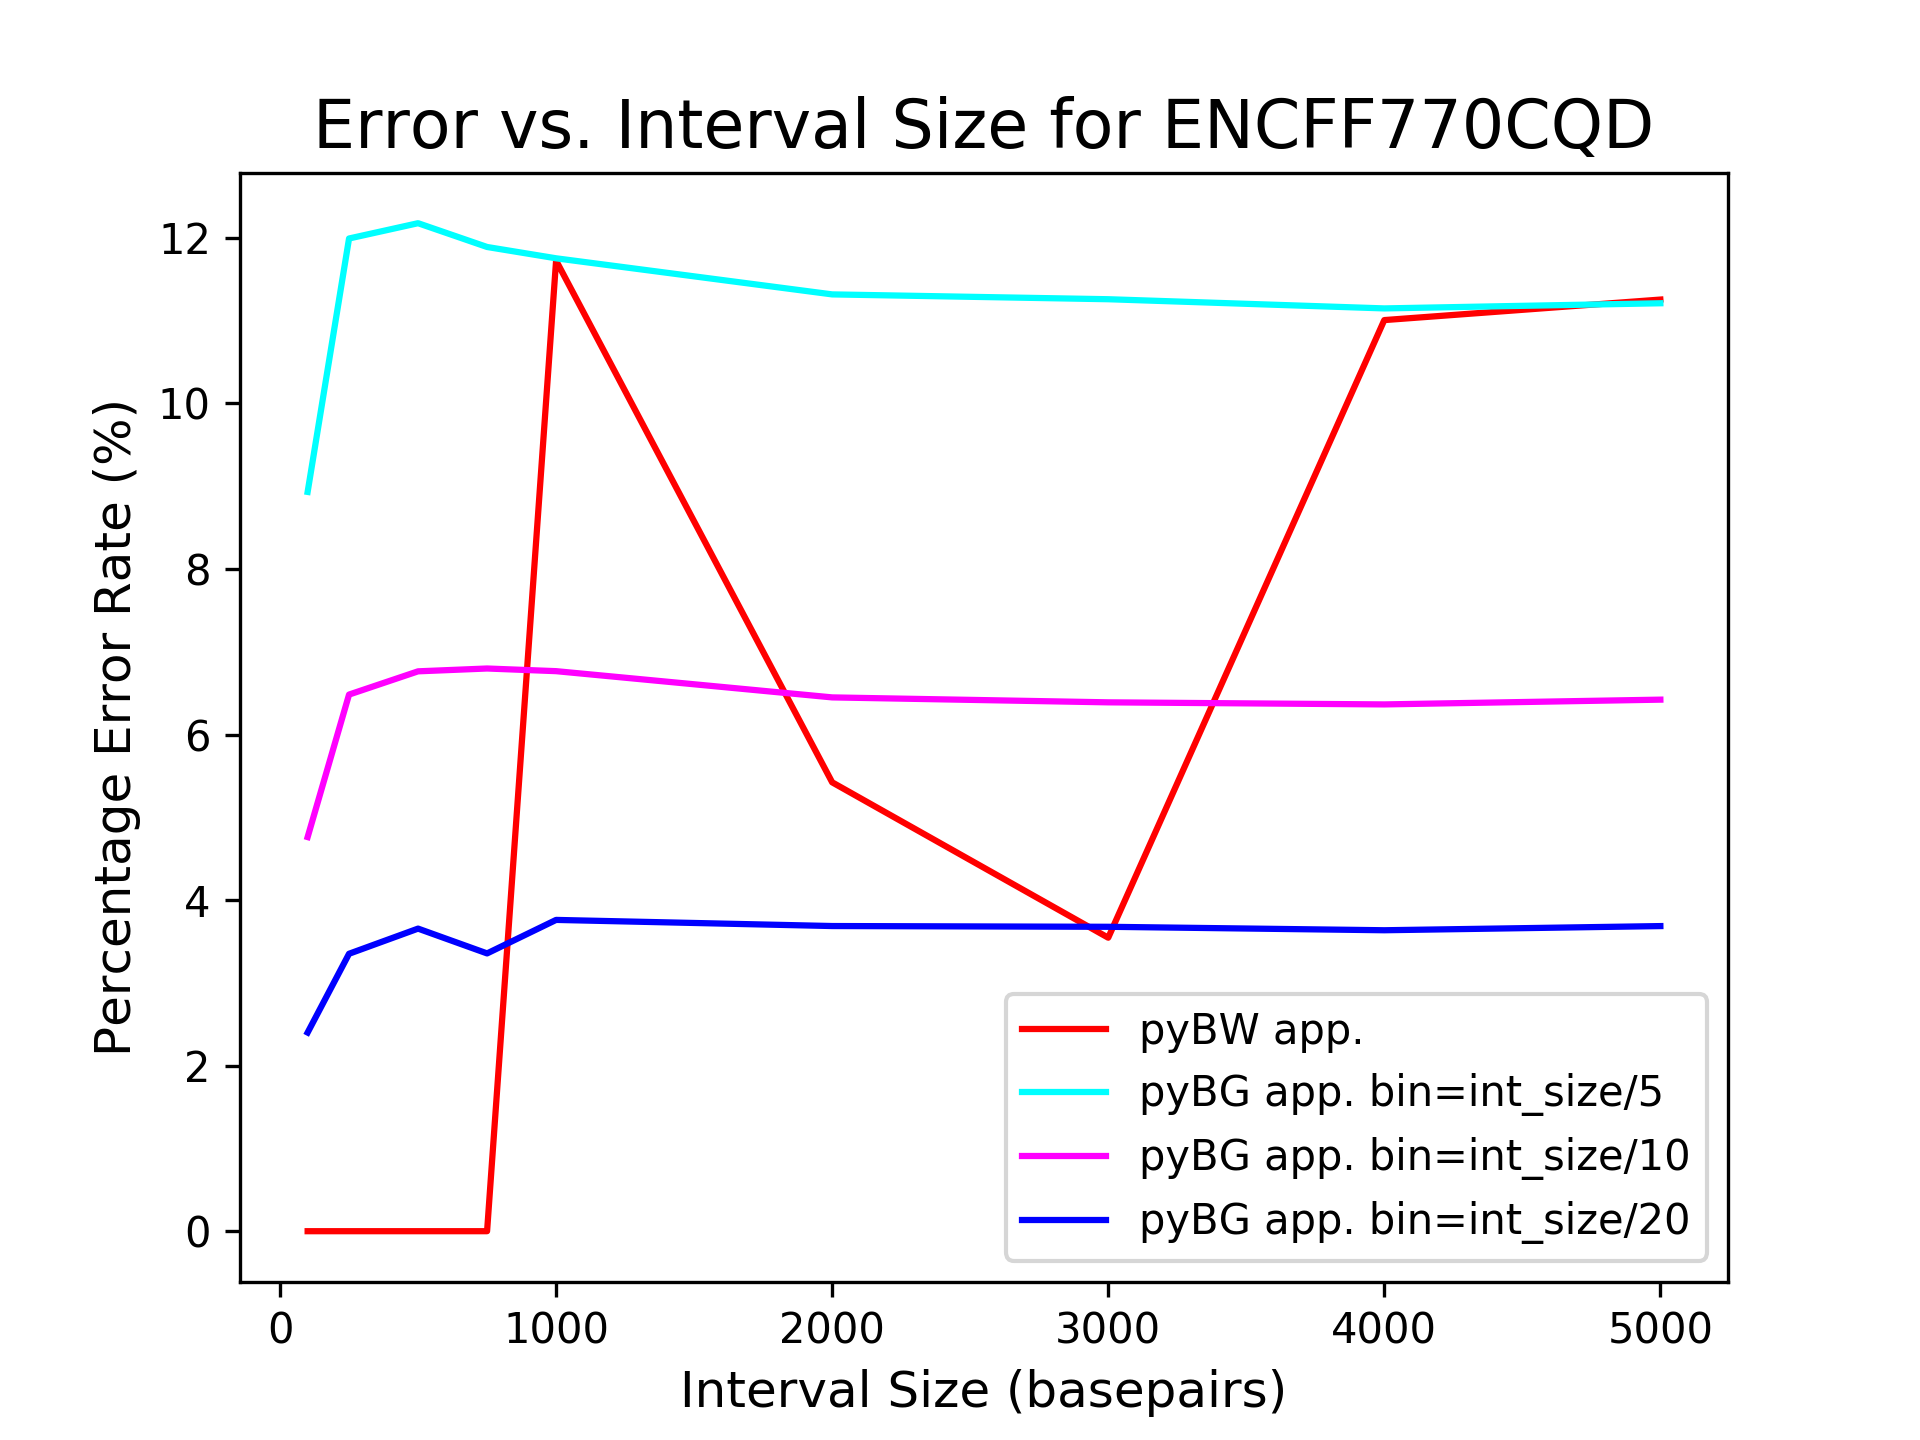 Error vs. Interval Size for ENCFF770CQD
Percentage Error Rate (%)
12
10
8
6
4
2
0
pyBW app.
pyBG app. bin=int_size/5
pyBG app. bin=int_size/10
pyBG app. bin=int_size/20
0 1000 2000 3000 4000 5000
Interval Size (basepairs)